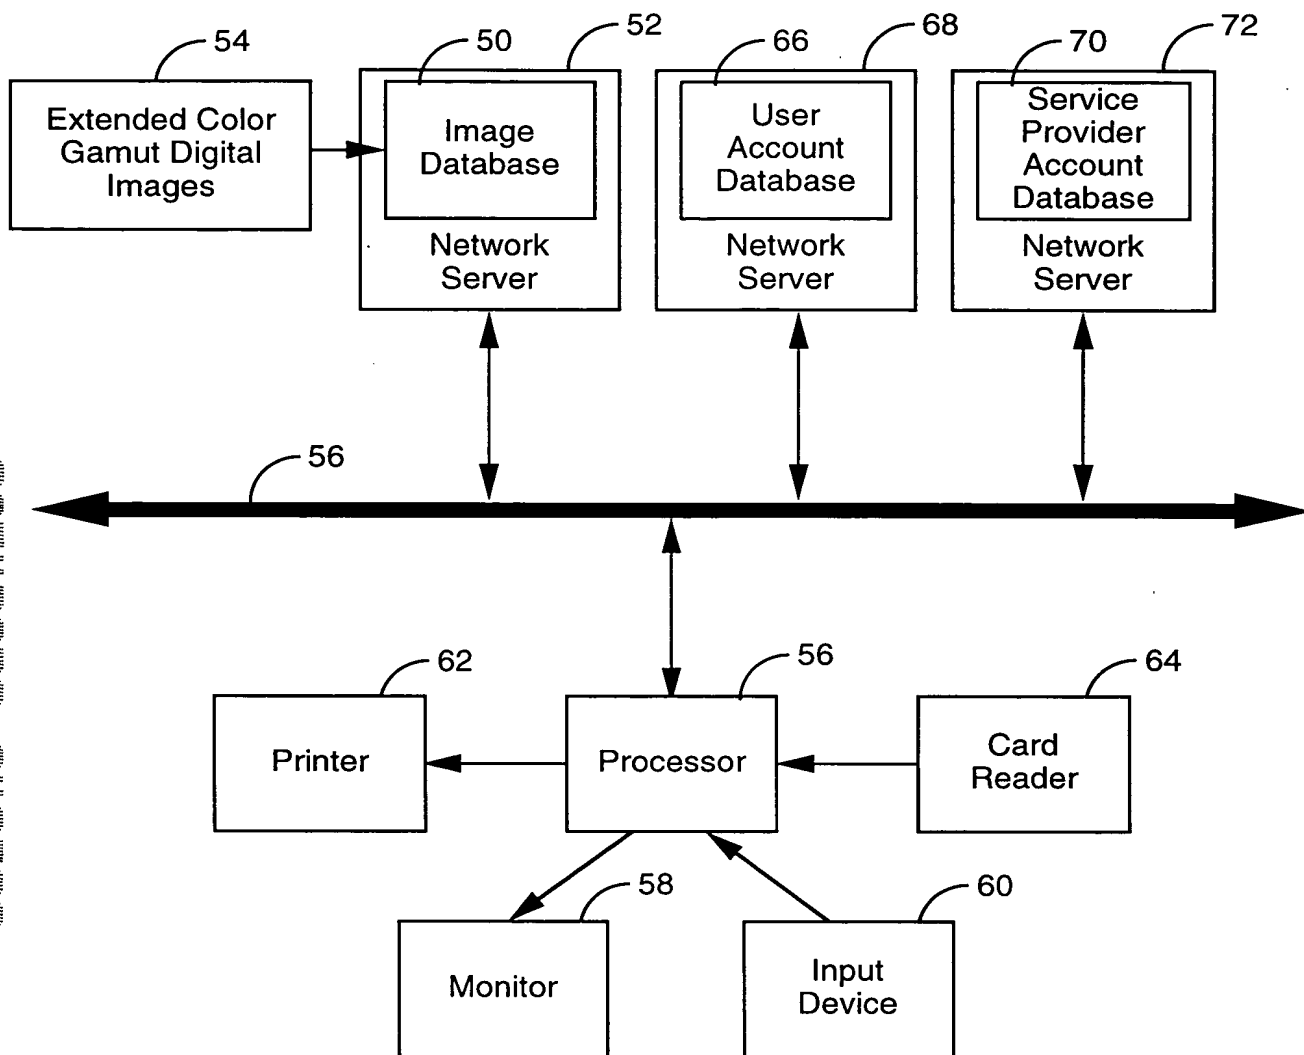 54
50
52
66
68
70
72
Extended Color
Gamut Digital
Images
Image
Database
Network
Server
User
Account
Database
Network
Server
Service
Provider
Account
Database
Network
Server
56
62
56
64
Printer
Processor
Card
Reader
58
60
Monitor
Input
Device